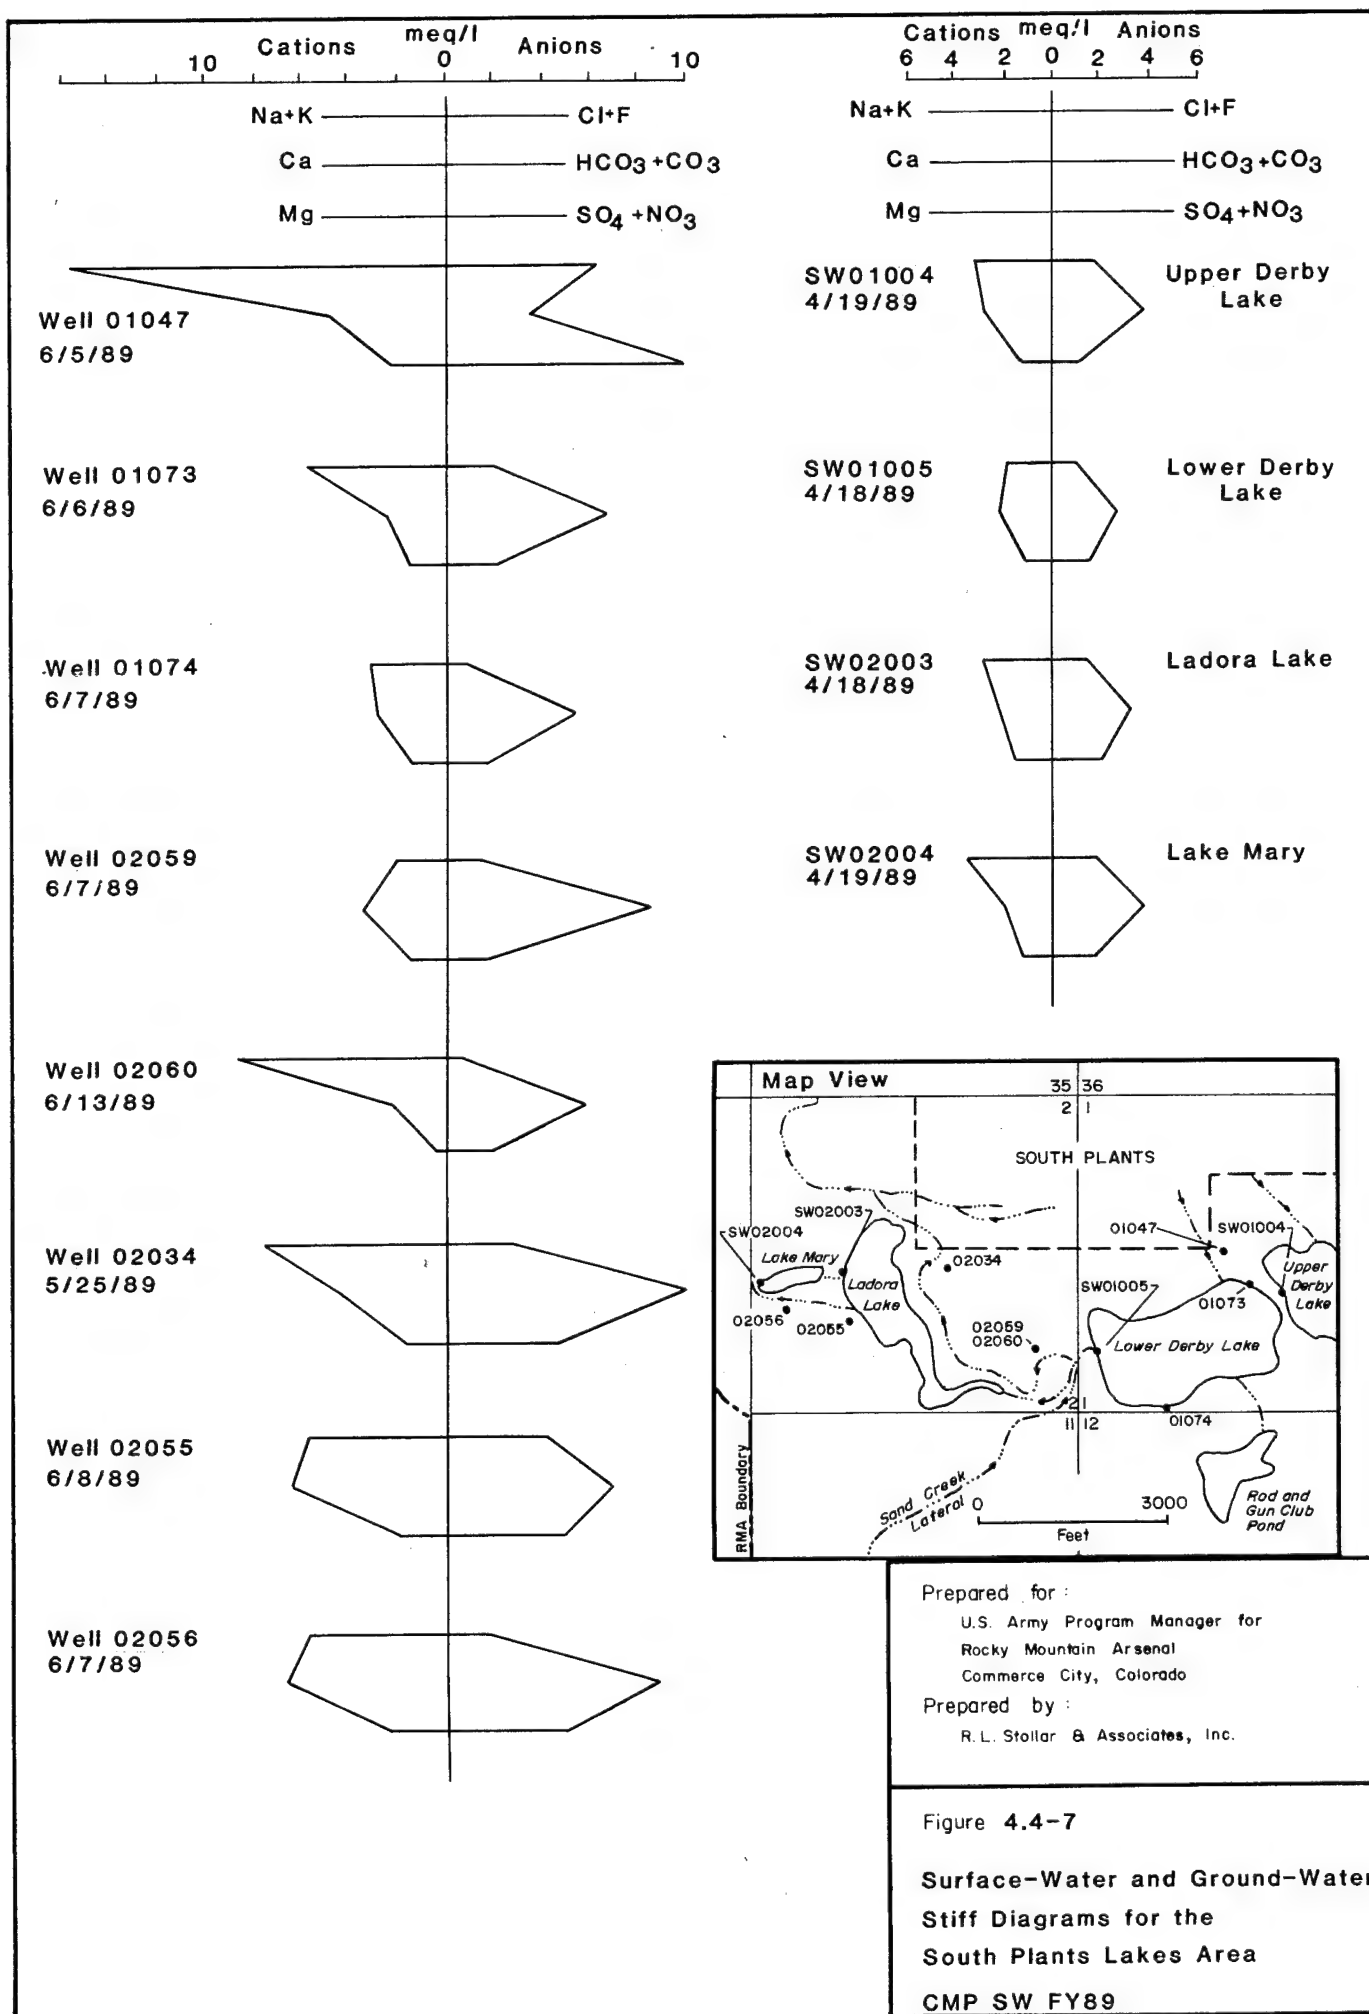 Cations meq/l Anions
10 0 10
Na+K Cl+F
Ca HCO3+CO3
Mg SO4+NO3
Well 01047
6/5/89
Well 01073
6/6/89
Well 01074
6/7/89
Well 02059
6/7/89
Well 02060
6/13/89
Well 02034
5/25/89
Well 02055
6/8/89
Well 02056
6/7/89
Cations meq/l Anions
6 4 2 0 2 4 6
Na+K Cl+F
Ca HCO3+CO3
Mg SO4+NO3
SW01004
4/19/89
Upper Derby
Lake
SW01005
4/18/89
Lower Derby
Lake
SW02003
4/18/89
Ladora Lake
SW02004
4/19/89
Lake Mary
Map View
35 36
2 1
SOUTH PLANTS
SW02003
SW02004
Lake Mary
Ladora
Lake
02034
02056
02055
02059
02060
01047
SW01004
SW01005
01073
Upper
Derby
Lake
Lower Derby Lake
2 1
11 12
01074
Sand Creek
Lateral
0 3000
Feet
Rod and
Gun Club
Pond
RMA Boundary
Prepared for :
U.S. Army Program Manager for
Rocky Mountain Arsenal
Commerce City, Colorado
Prepared by :
R.L. Stollar & Associates, Inc.
Figure 4.4-7
Surface-Water and Ground-Water
Stiff Diagrams for the
South Plants Lakes Area
CMP SW FY89